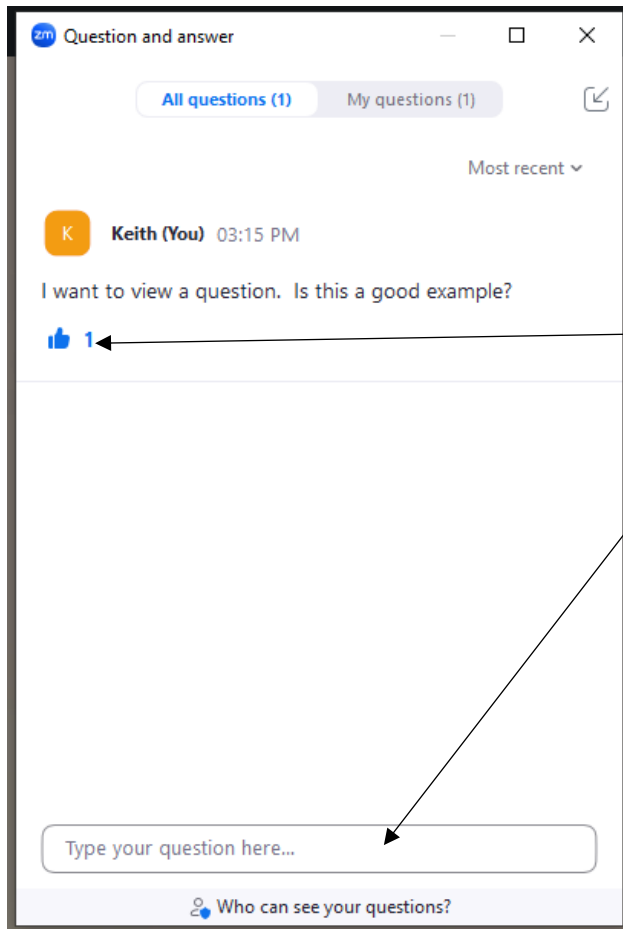 zm Question and answer
All questions (1) My questions (1)
Most recent
K Keith (You) 03:15 PM
I want to view a question.  Is this a good example?
1
Type your question here...
Who can see your questions?